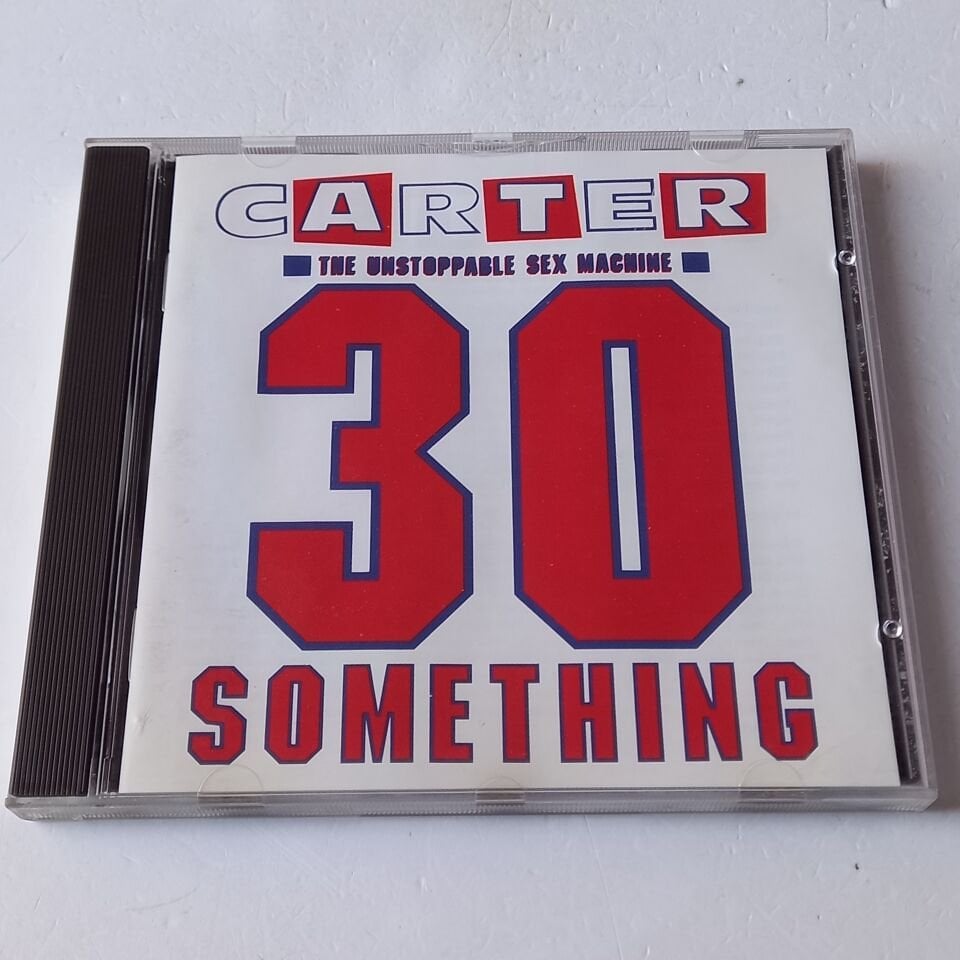 CARTER
THE UNSTOPPABLE SEX MACHINE
30
SOMETHING